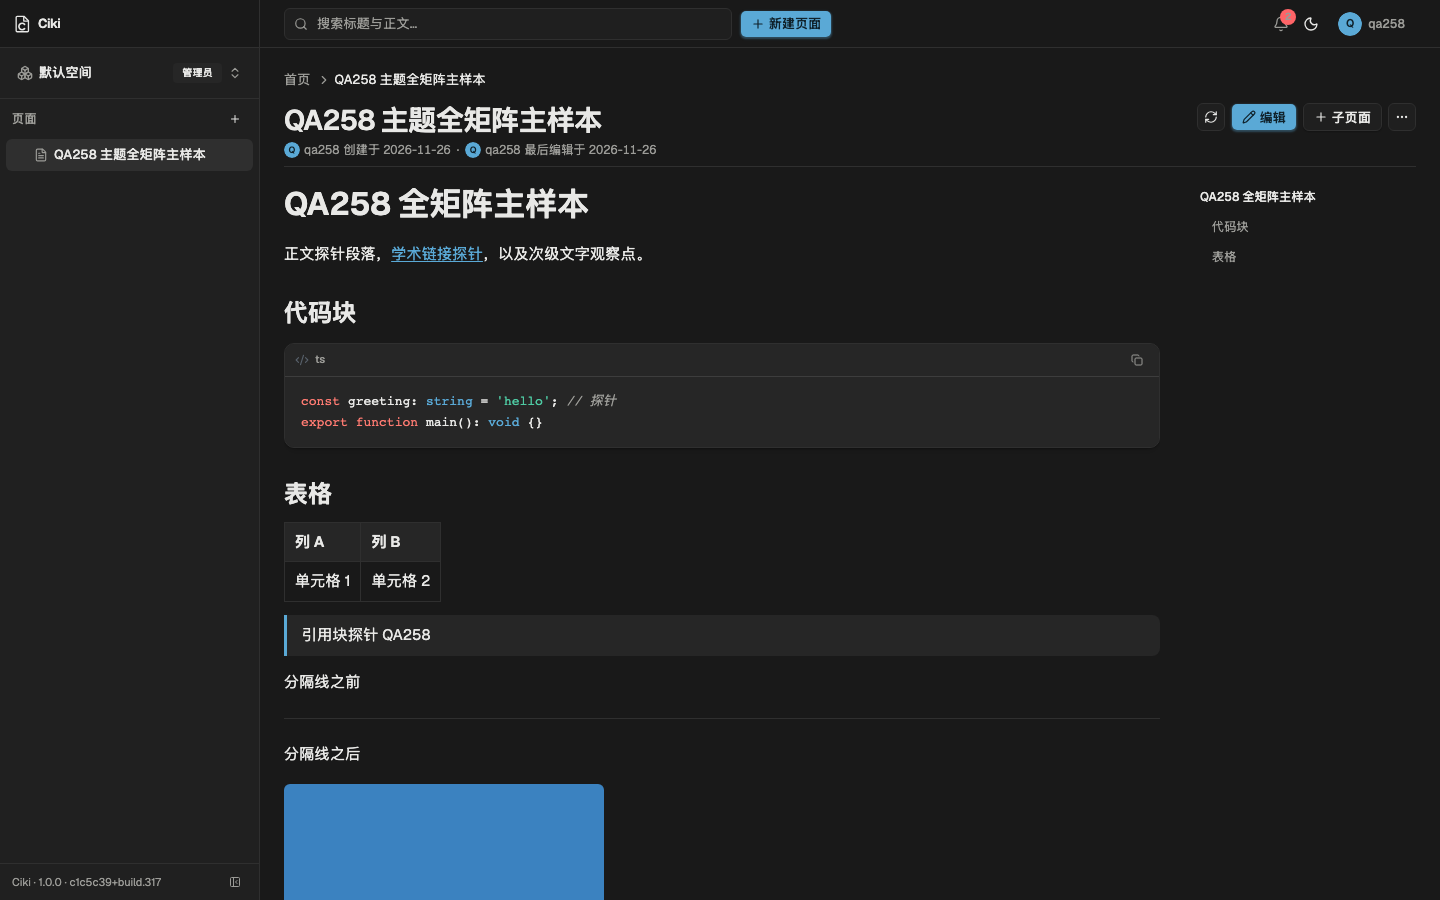 Ciki
搜索标题与正文...
新建页面
qa258
默认空间
管理员
页面
QA258 主题全矩阵主样本
首页
QA258 主题全矩阵主样本
QA258 主题全矩阵主样本
编辑
子页面
Q qa258 创建于 2026-11-26 · Q qa258 最后编辑于 2026-11-26
QA258 全矩阵主样本
正文探针段落，学术链接探针，以及次级文字观察点。
代码块
</> ts
const greeting: string = 'hello'; // 探针
export function main(): void {}
表格
列 A 列 B
单元格 1 单元格 2
引用块探针 QA258
分隔线之前
分隔线之后
QA258 全矩阵主样本
代码块
表格
Ciki · 1.0.0 · c1c5c39+build.317